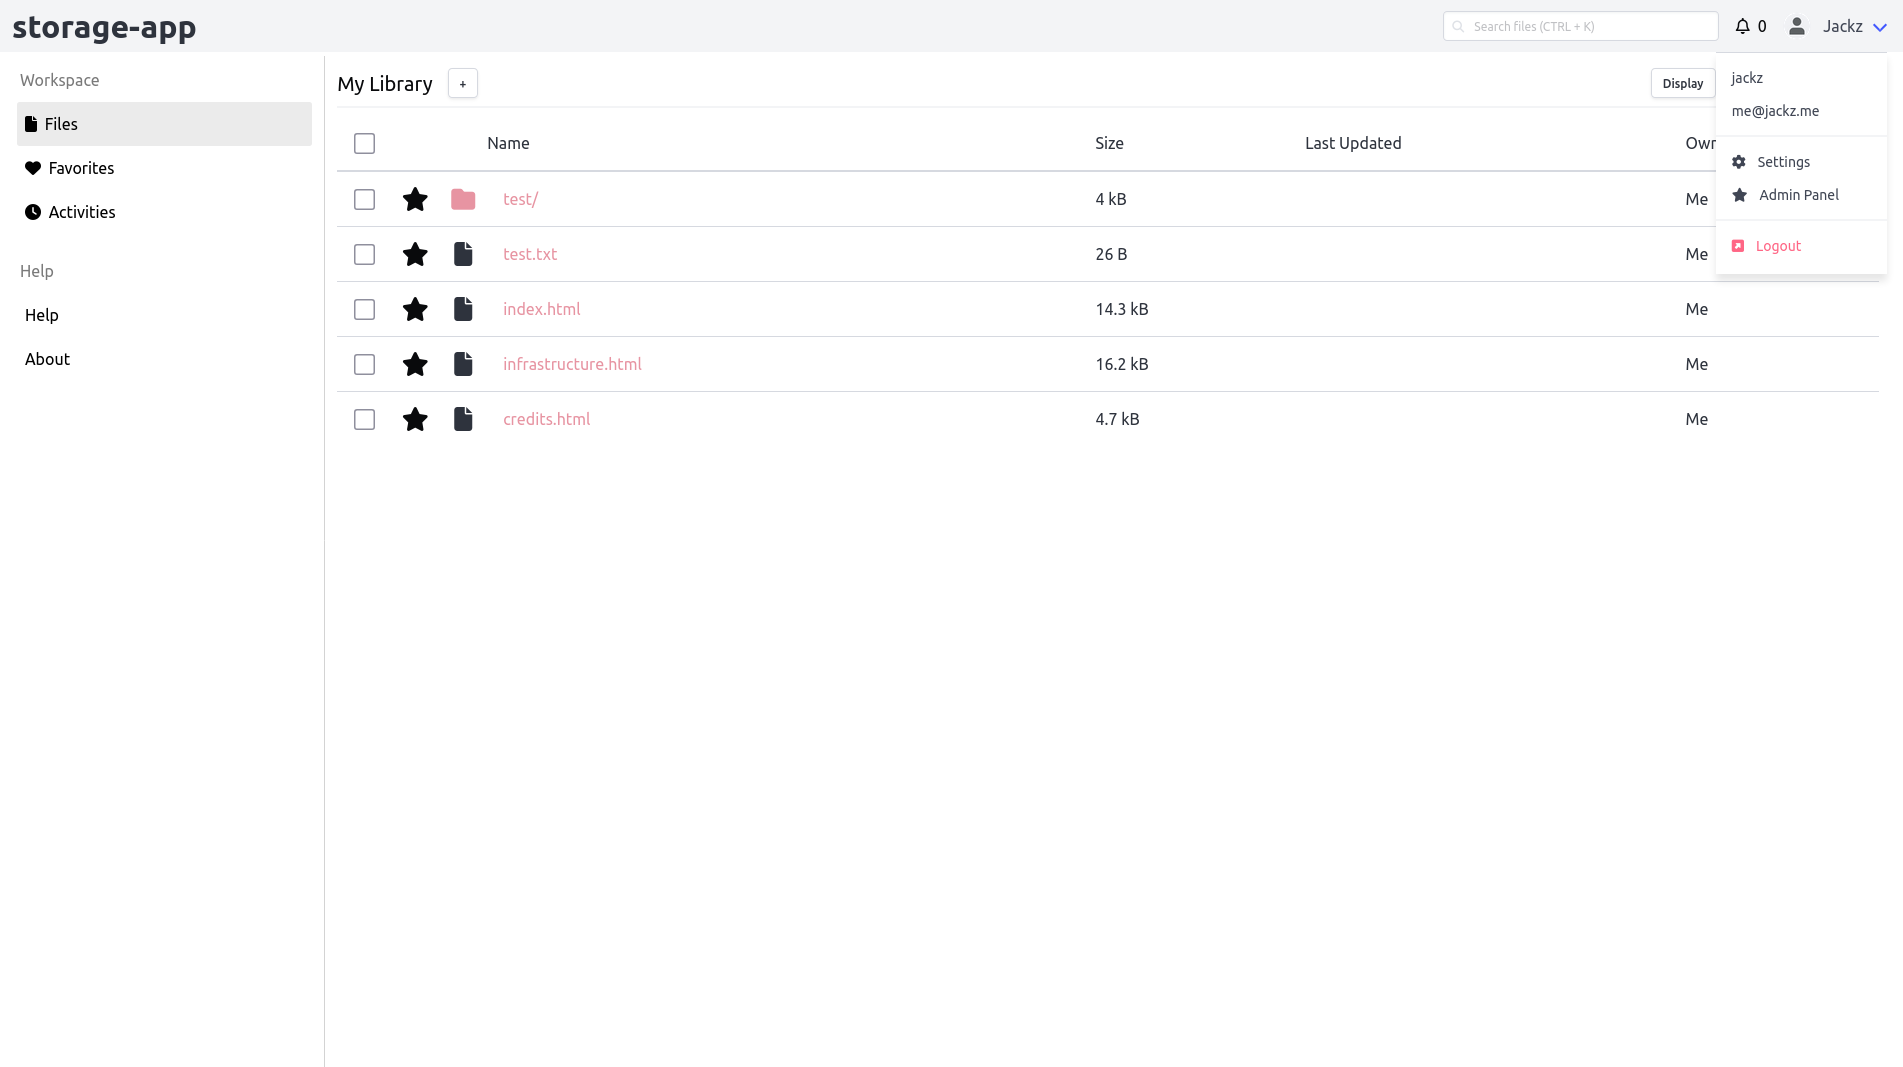 storage-app
Search files (CTRL + K)
0
Jackz
Workspace
Files
Favorites
Activities
Help
Help
About
My Library
+
Display
Name Size Last Updated Own
test/ 4 kB Me
test.txt 26 B Me
index.html 14.3 kB Me
infrastructure.html 16.2 kB Me
credits.html 4.7 kB Me
jackz
me@jackz.me
Settings
Admin Panel
Logout